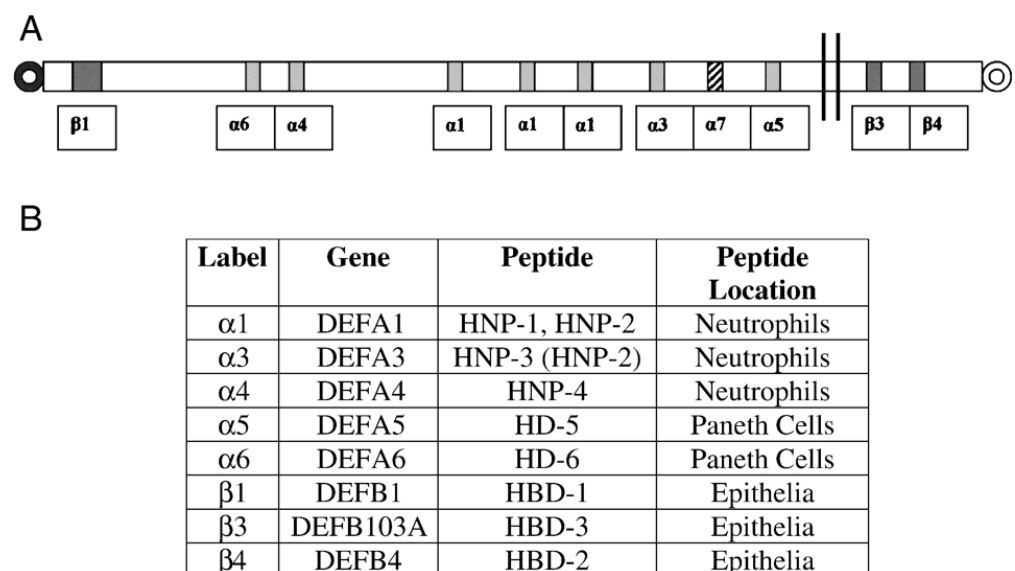 A
β1 α6 α4 α1 α1 α1 α3 α7 α5 β3 β4
B
Label Gene Peptide Peptide
Location
α1 DEFA1 HNP-1, HNP-2 Neutrophils
α3 DEFA3 HNP-3 (HNP-2) Neutrophils
α4 DEFA4 HNP-4 Neutrophils
α5 DEFA5 HD-5 Paneth Cells
α6 DEFA6 HD-6 Paneth Cells
β1 DEFB1 HBD-1 Epithelia
β3 DEFB103A HBD-3 Epithelia
β4 DEFB4 HBD-2 Epithelia